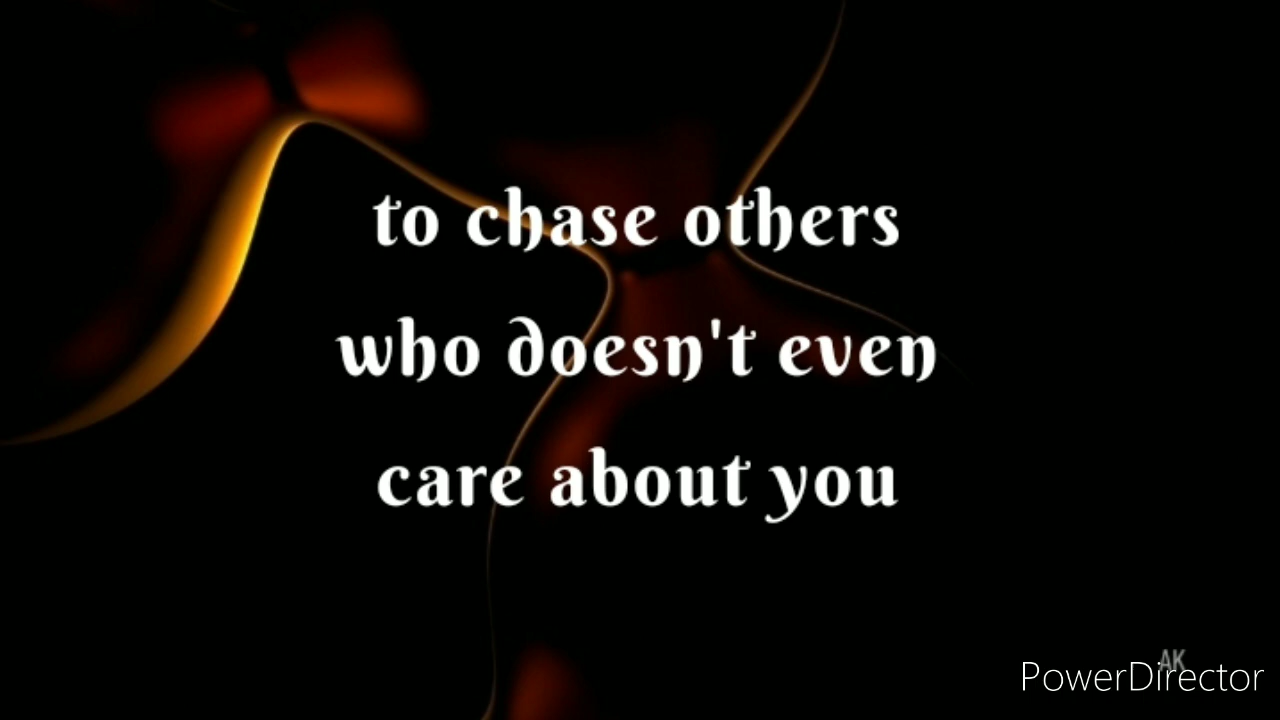 to chase others
who doesn't even
care about you
AK
PowerDirector